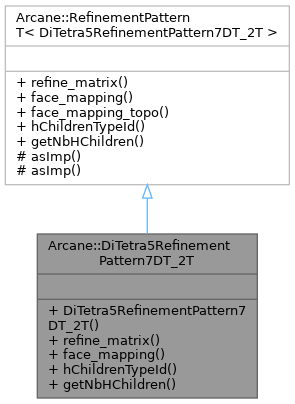 Arcane::RefinementPattern
T< DiTetra5RefinementPattern7DT_2T >
+ refine_matrix()
+ face_mapping()
+ face_mapping_topo()
+ hChildrenTypeId()
+ getNbHChildren()
# asImp()
# asImp()
Arcane::DiTetra5Refinement
Pattern7DT_2T
+ DiTetra5RefinementPattern7
DT_2T()
+ refine_matrix()
+ face_mapping()
+ hChildrenTypeId()
+ getNbHChildren()